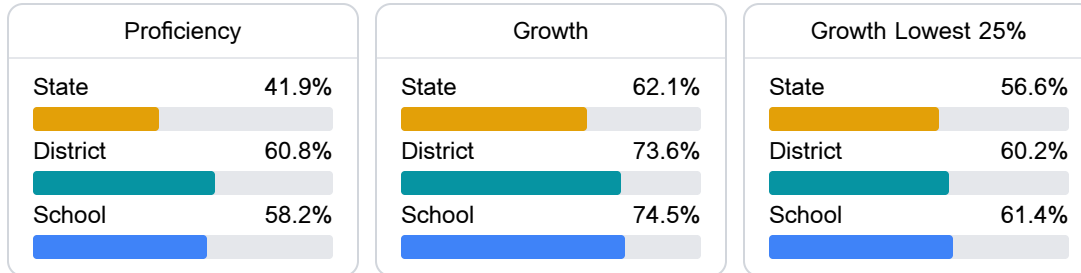 Proficiency
State 41.9%
District 60.8%
School 58.2%
Growth
State 62.1%
District 73.6%
School 74.5%
Growth Lowest 25%
State 56.6%
District 60.2%
School 61.4%